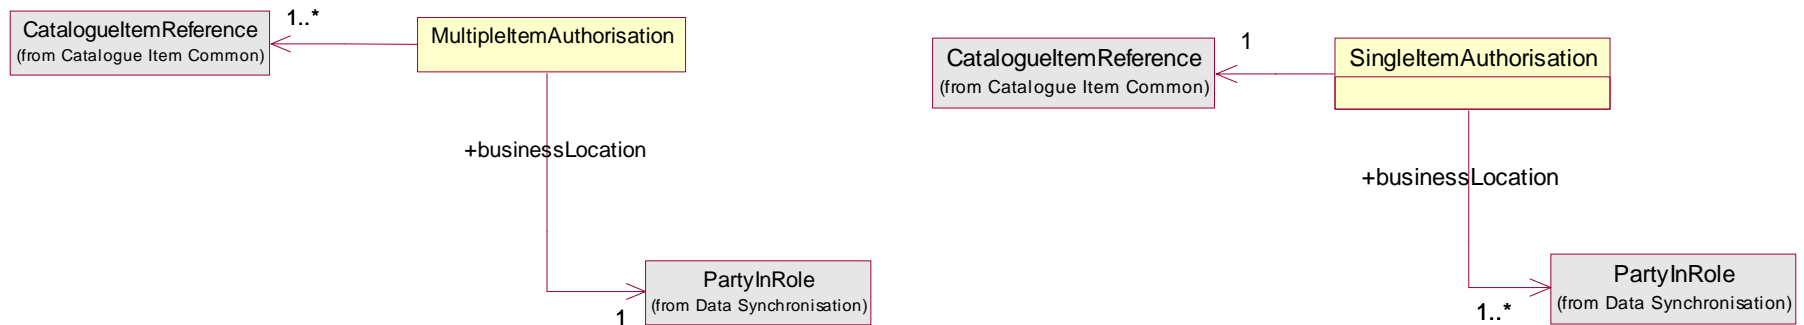 1..*
CatalogueItemReference
(from Catalogue Item Common)
MultipleItemAuthorisation
+businessLocation
PartyInRole
(from Data Synchronisation)
1
1
CatalogueItemReference
(from Catalogue Item Common)
SingleItemAuthorisation
+businessLocation
PartyInRole
(from Data Synchronisation)
1..*